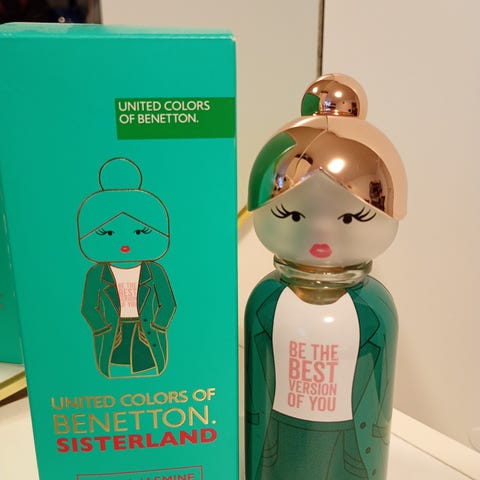 UNITED COLORS
OF BENETTON.
BE THE
BEST
VERSION
OF YOU
UNITED COLORS OF
BENETTON.
SISTERLAND
JASMINE
BE THE
BEST
VERSION
OF YOU